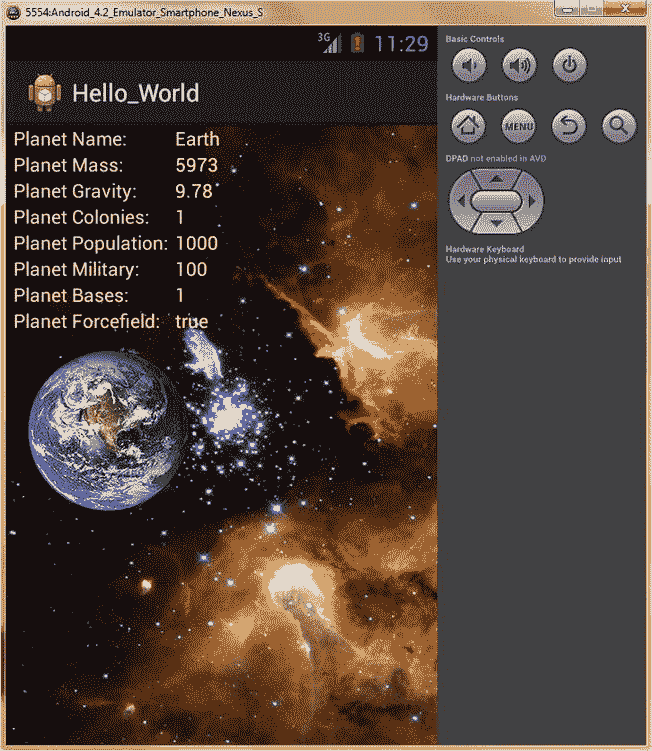 5554:Android_4.2_Emulator_Smartphone_Nexus_S
3G 11:29
Hello_World
Planet Name: Earth
Planet Mass: 5973
Planet Gravity: 9.78
Planet Colonies: 1
Planet Population: 1000
Planet Military: 100
Planet Bases: 1
Planet Forcefield: true
Basic Controls
Hardware Buttons
MENU
DPAD not enabled in AVD
Hardware Keyboard
Use your physical keyboard to provide input